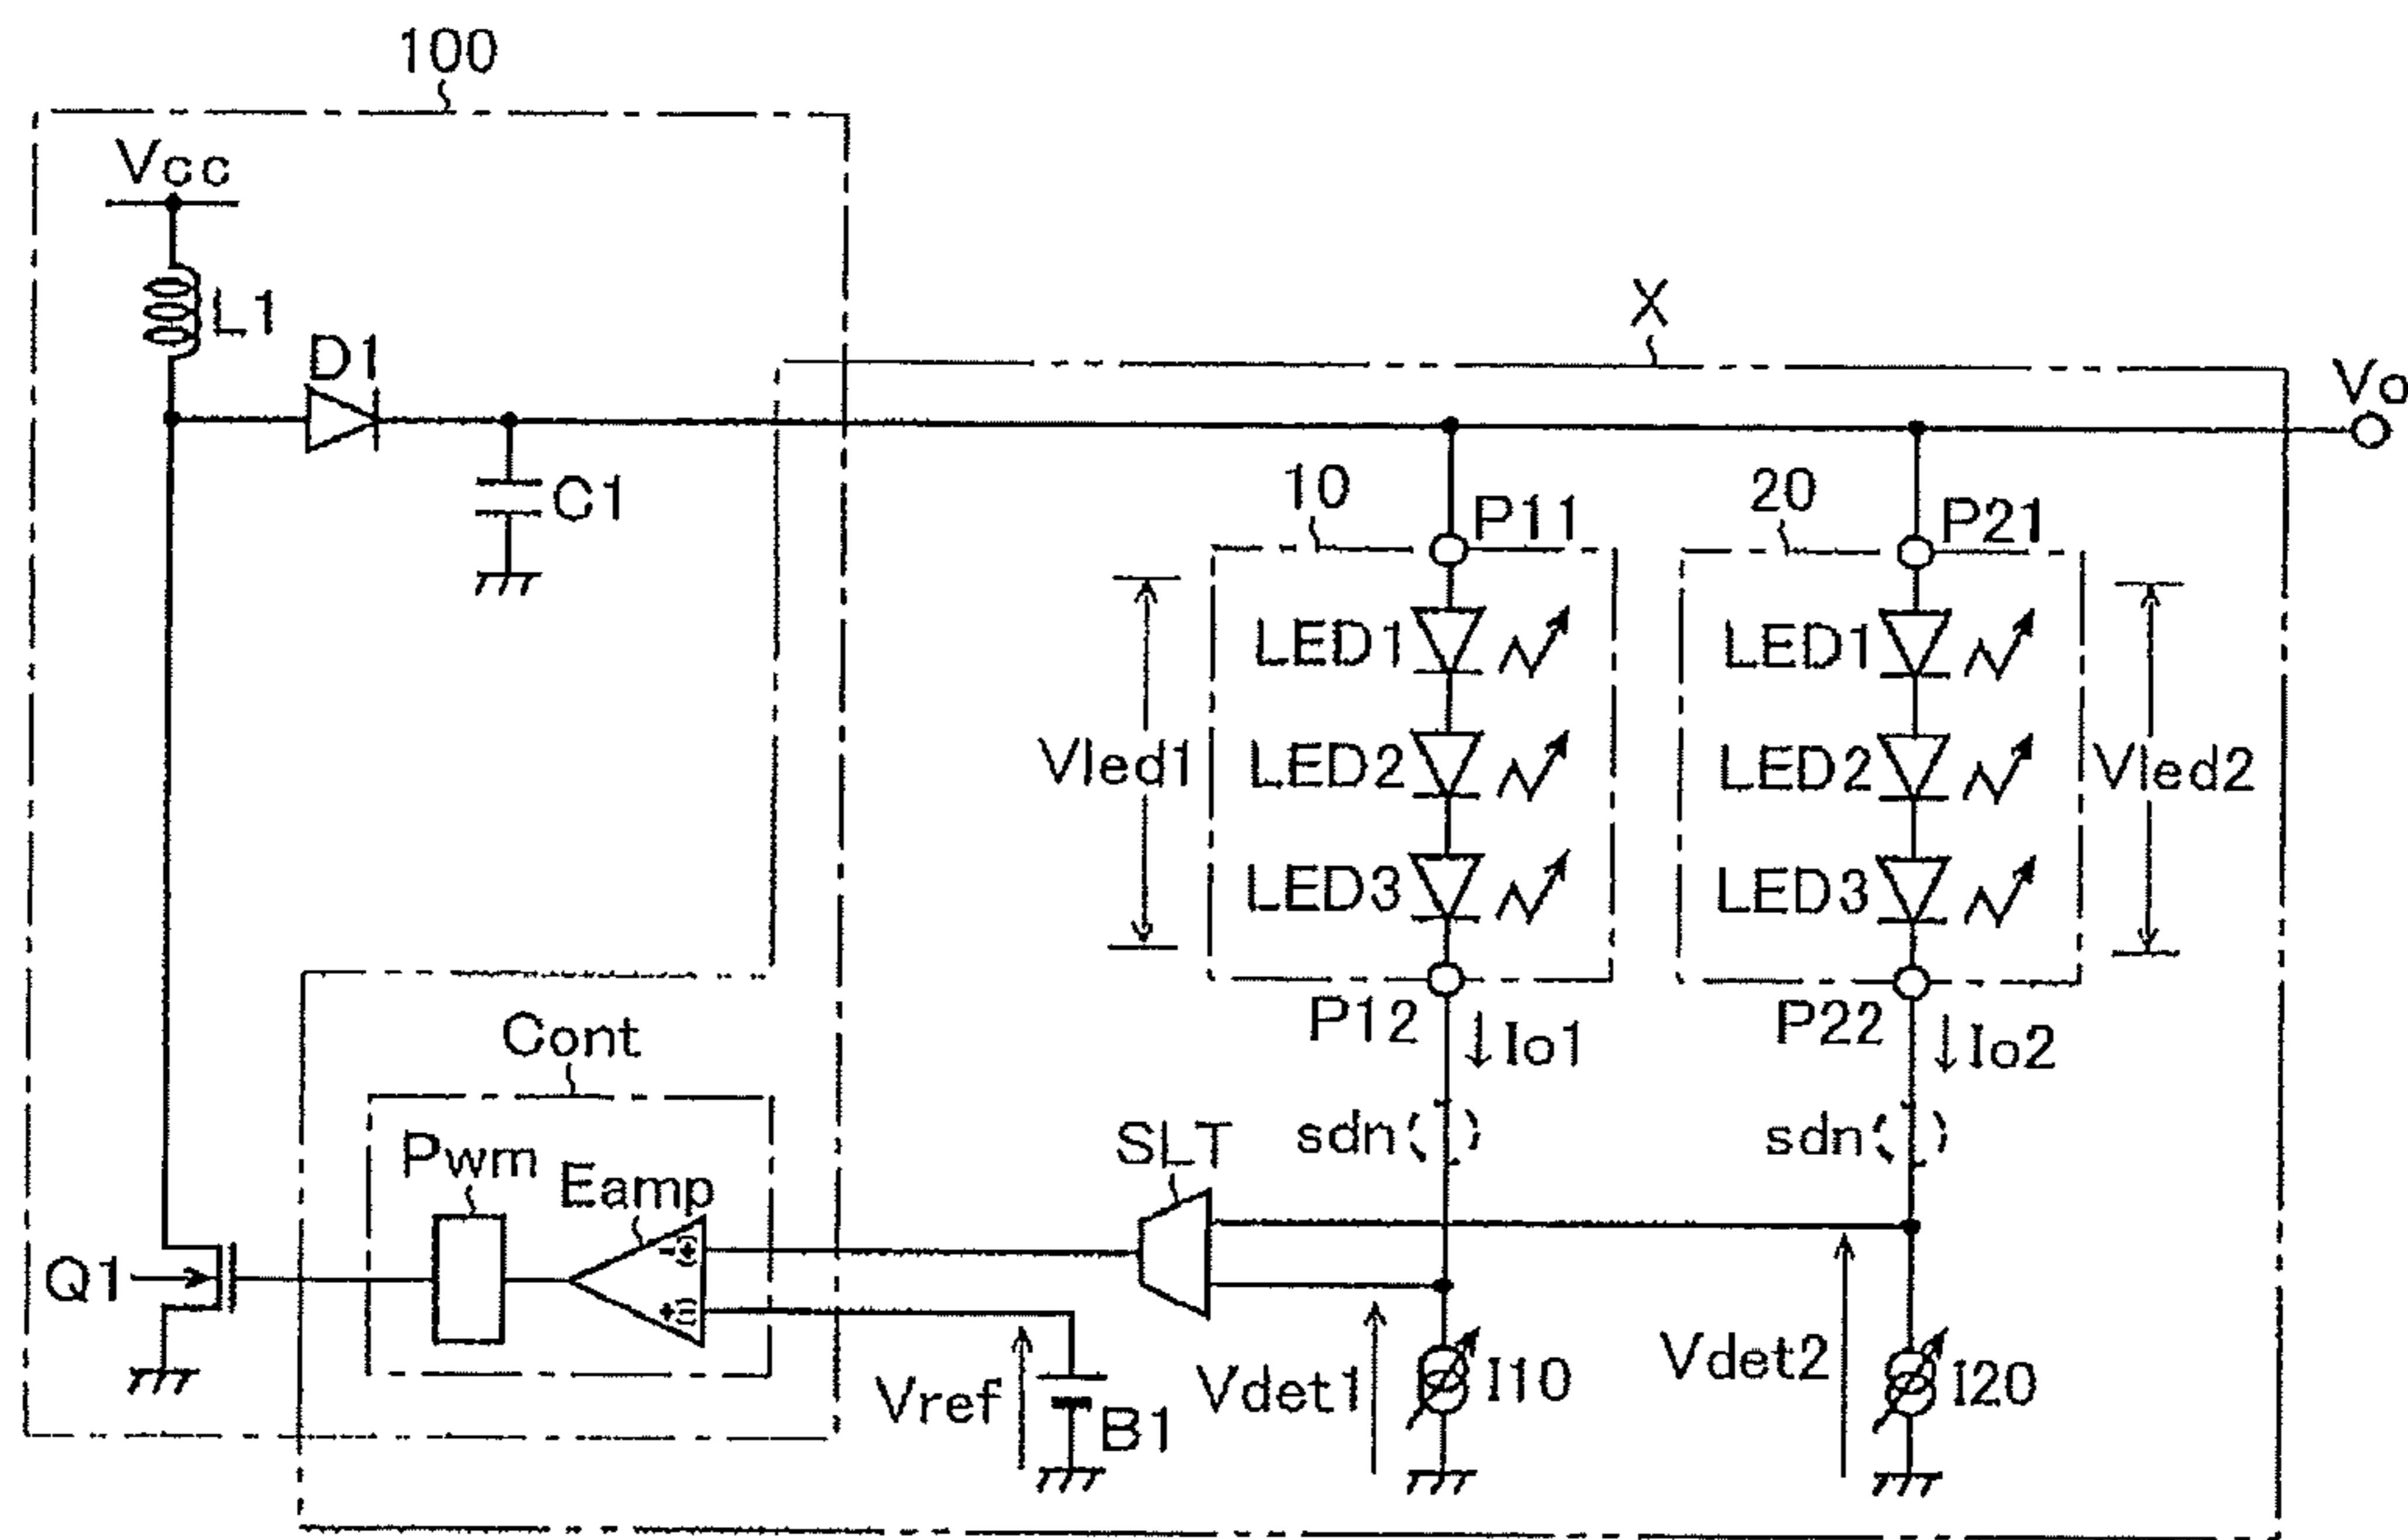 100
Vcc
L1
D1
C1
X
Vo
10
P11
20
P21
LED1
LED1
Vled1
LED2
LED2
Vled2
LED3
LED3
P12
Io1
P22
Io2
Cont
Pwm
Eamp
-(+)
+(-)
SLT
sdn
sdn
Q1
Vref
B1
Vdet1
I10
Vdet2
I20